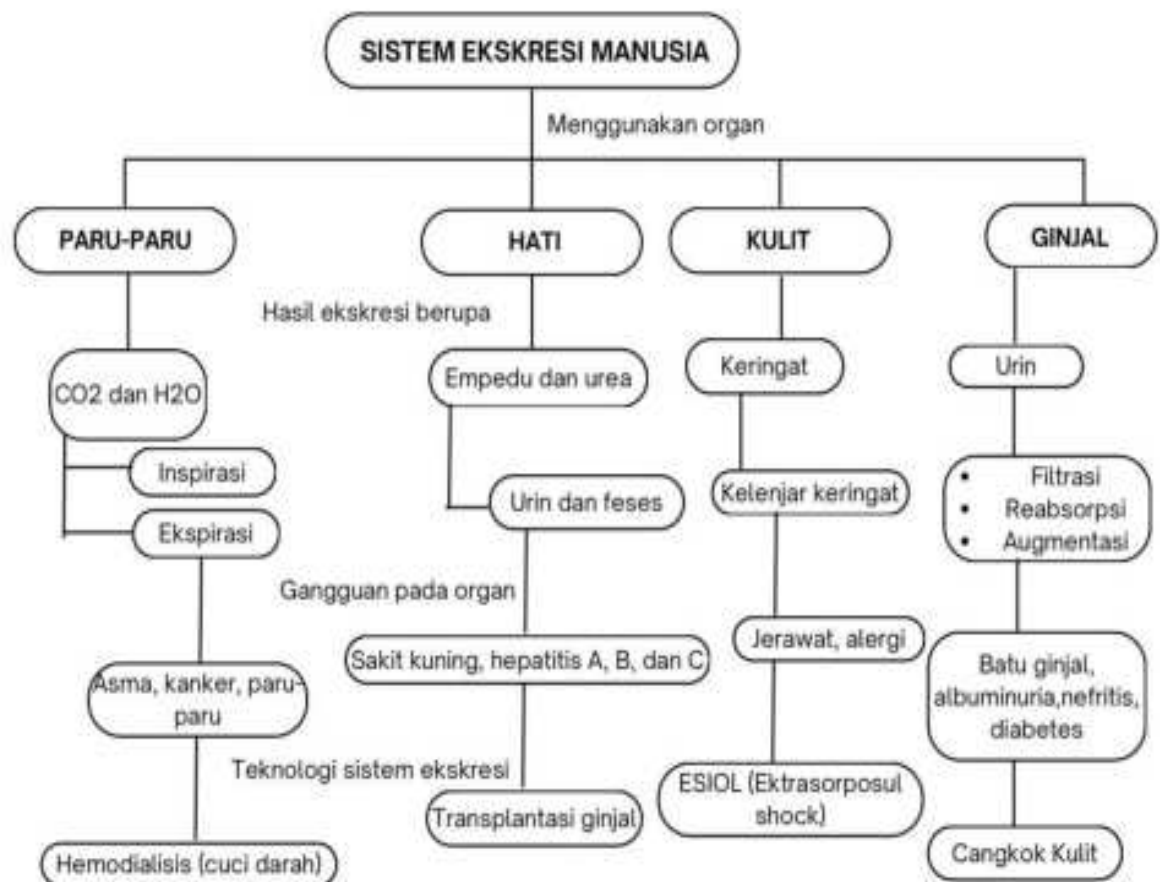 SISTEM EKSKRESI MANUSIA
Menggunakan organ
PARU-PARU
HATI
KULIT
GINJAL
Hasil ekskresi berupa
CO2 dan H2O
Empedu dan urea
Keringat
Urin
Inspirasi
Ekspirasi
Urin dan feses
Kelenjar keringat
• Filtrasi
• Reabsorpsi
• Augmentasi
Gangguan pada organ
Asma, kanker, paru-
paru
Sakit kuning, hepatitis A, B, dan C
Jerawat, alergi
Batu ginjal,
albuminuria,nefritis,
diabetes
Teknologi sistem ekskresi
Hemodialisis (cuci darah)
Transplantasi ginjal
ESIOL (Ektrasorposul
shock)
Cangkok Kulit